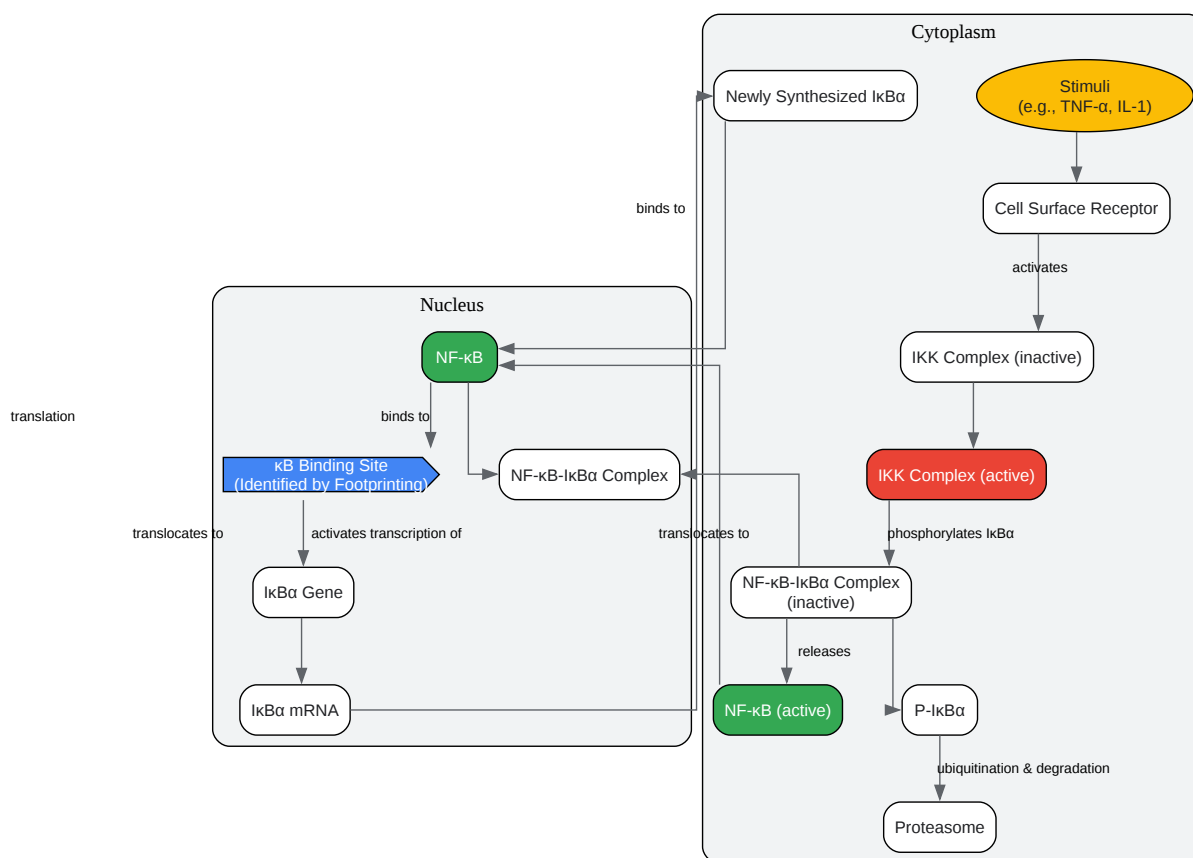 Cytoplasm
Newly Synthesized IκBα
Stimuli
(e.g., TNF-α, IL-1)
binds to
Cell Surface Receptor
activates
Nucleus
NF-κB
IKK Complex (inactive)
translation
binds to
κB Binding Site
(Identified by Footprinting)
NF-κB-IκBα Complex
IKK Complex (active)
translocates to
activates transcription of
translocates to
phosphorylates IκBα
IκBα Gene
NF-κB-IκBα Complex
(inactive)
releases
IκBα mRNA
NF-κB (active)
P-IκBα
ubiquitination & degradation
Proteasome